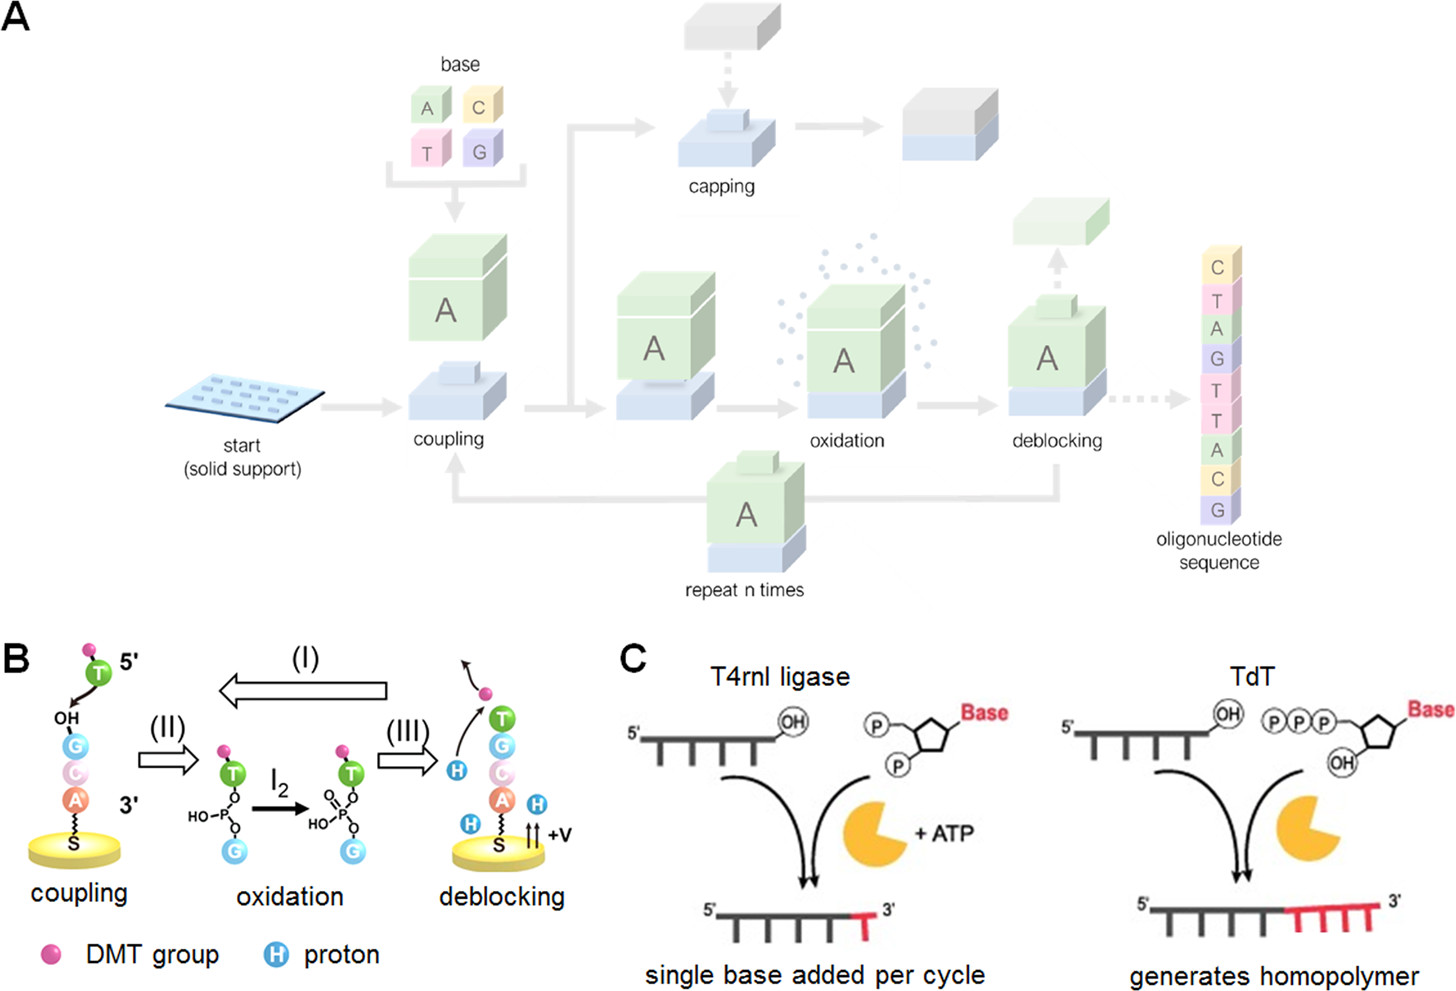 A
base
A C
T G
capping
A
A
A
A
C
T
A
G
T
T
A
C
G
start
(solid support)
coupling
oxidation
deblocking
A
oligonucleotide
sequence
repeat n times
B
T 5'
OH
G
C
A 3'
S
coupling
(I)
(II)
T
O
HO P
O
G
I2
T
O
O
P
HO
O
G
oxidation
(III)
H
T
G
C
A
H
H
S
+V
deblocking
DMT group
H proton
C
T4rnl ligase
5'
OH
P
P
Base
+ ATP
5' 3'
single base added per cycle
TdT
5'
OH
P P P
OH
Base
5' 3'
generates homopolymer